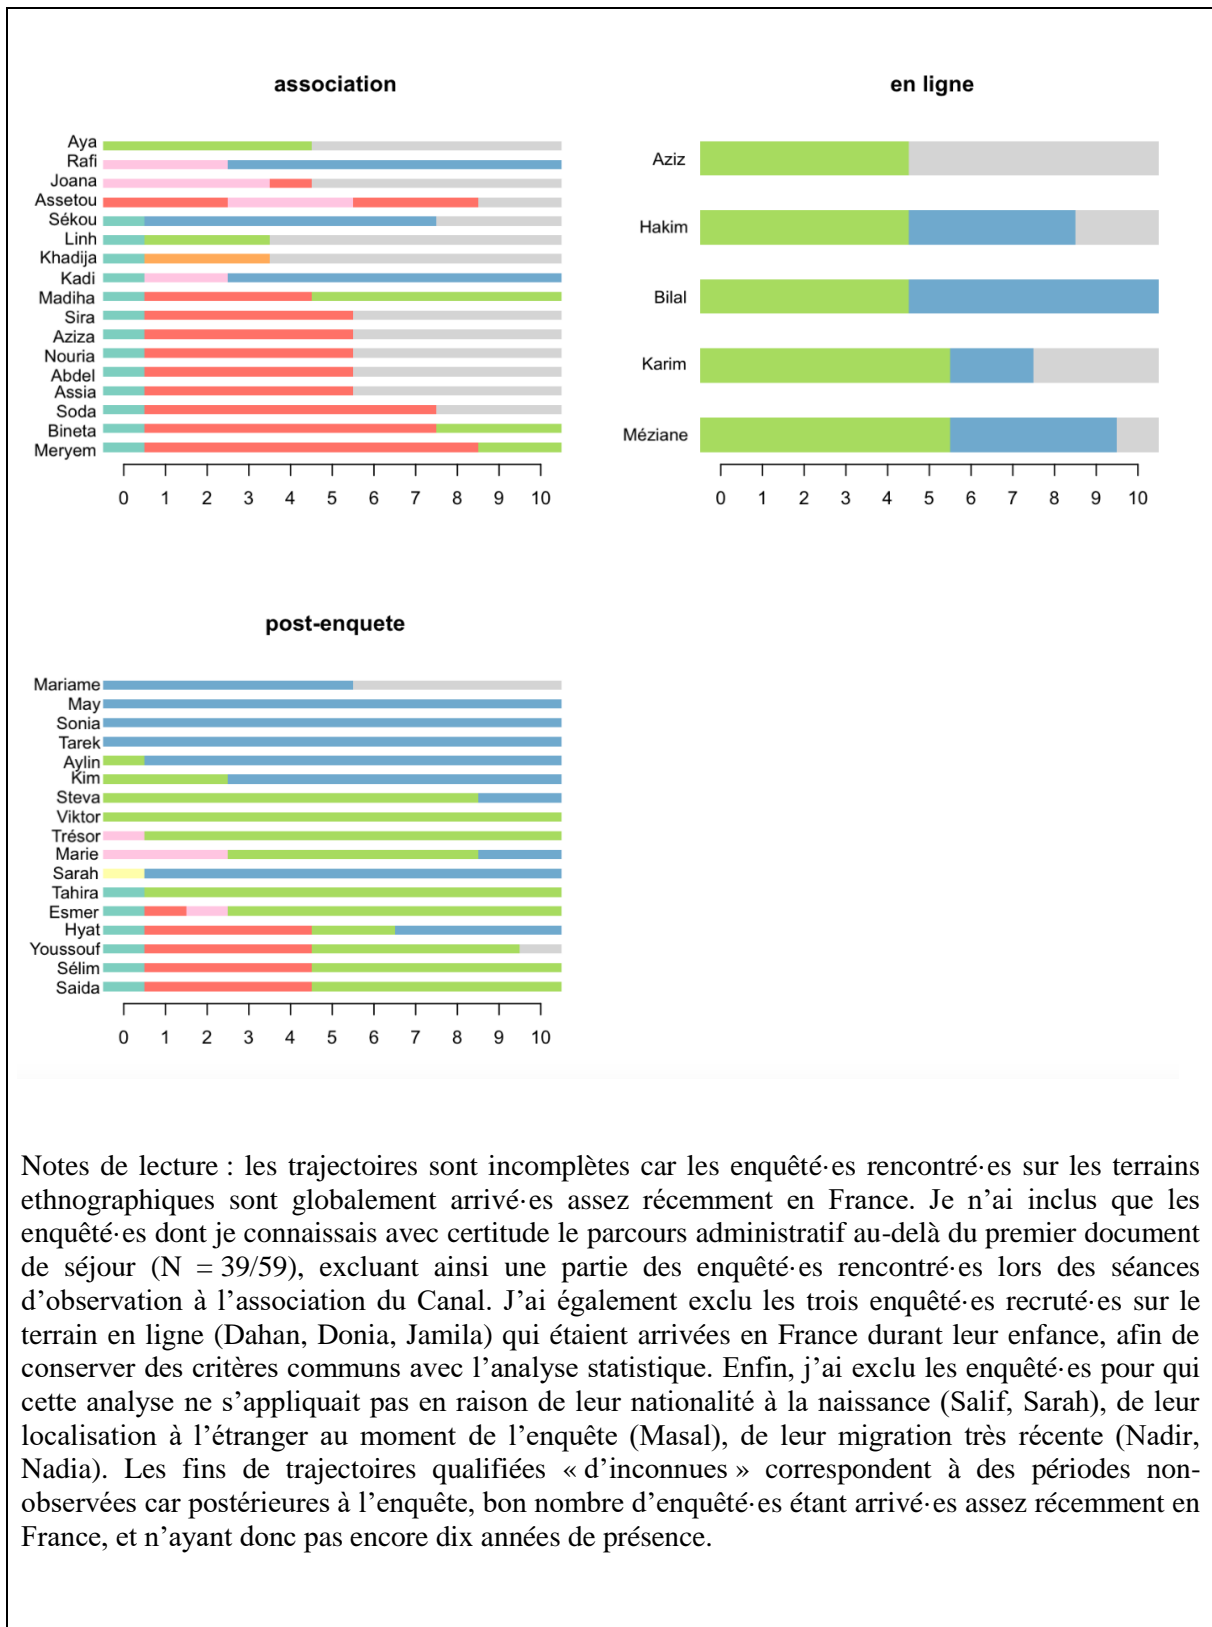 association
Aya
Rafi
Joana
Assetou
Sékou
Linh
Khadija
Kadi
Madiha
Sira
Aziza
Nouria
Abdel
Assia
Soda
Bineta
Meryem
0 1 2 3 4 5 6 7 8 9 10
en ligne
Aziz
Hakim
Bilal
Karim
Méziane
0 1 2 3 4 5 6 7 8 9 10
post-enquete
Mariame
May
Sonia
Tarek
Aylin
Kim
Steva
Viktor
Trésor
Marie
Sarah
Tahira
Esmer
Hyat
Youssouf
Sélim
Saida
0 1 2 3 4 5 6 7 8 9 10
Notes de lecture : les trajectoires sont incomplètes car les enquêté·es rencontré·es sur les terrains
ethnographiques sont globalement arrivé·es assez récemment en France. Je n’ai inclus que les
enquêté·es dont je connaissais avec certitude le parcours administratif au-delà du premier document
de séjour (N = 39/59), excluant ainsi une partie des enquêté·es rencontré·es lors des séances
d’observation à l’association du Canal. J’ai également exclu les trois enquêté·es recruté·es sur le
terrain en ligne (Dahan, Donia, Jamila) qui étaient arrivées en France durant leur enfance, afin de
conserver des critères communs avec l’analyse statistique. Enfin, j’ai exclu les enquêté·es pour qui
cette analyse ne s’appliquait pas en raison de leur nationalité à la naissance (Salif, Sarah), de leur
localisation à l’étranger au moment de l’enquête (Masal), de leur migration très récente (Nadir,
Nadia). Les fins de trajectoires qualifiées « d’inconnues » correspondent à des périodes non-
observées car postérieures à l’enquête, bon nombre d’enquêté·es étant arrivé·es assez récemment en
France, et n’ayant donc pas encore dix années de présence.